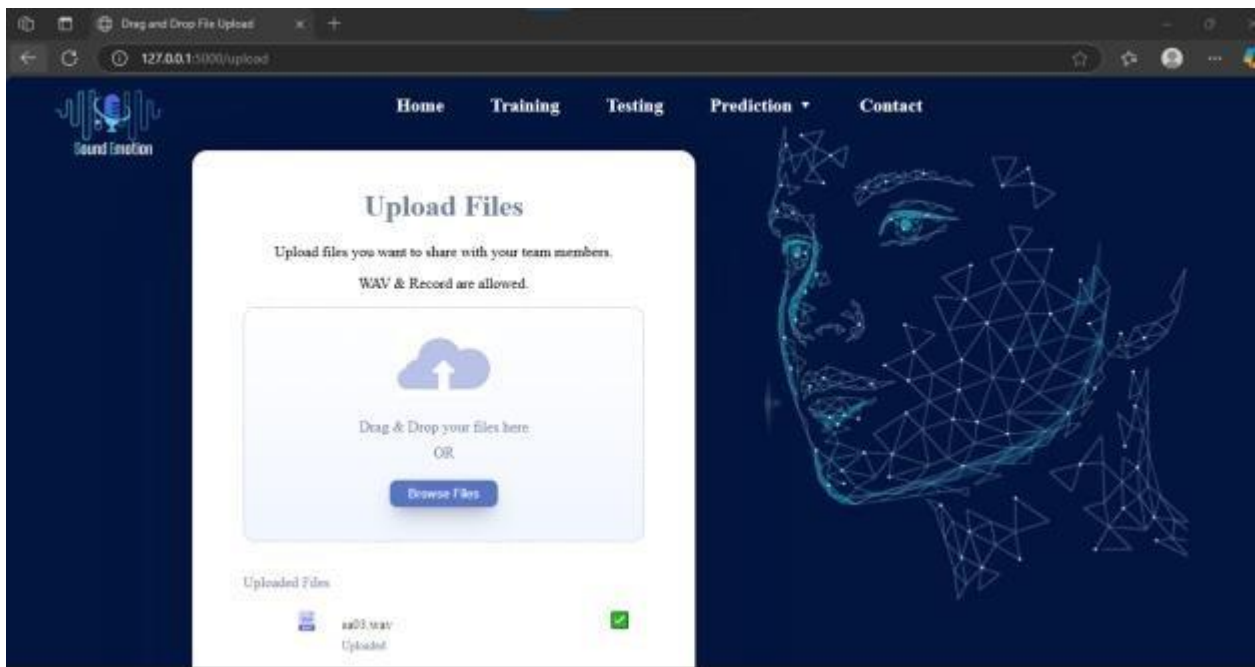 Drag and Drop File Upload
127.0.0.1:5000/upload
Home Training Testing Prediction Contact
Sound Emotion
Upload Files
Upload files you want to share with your team members.
WAV & Record are allowed.
Drag & Drop your files here
OR
Browse Files
Uploaded Files
sa03.wav
Uploaded